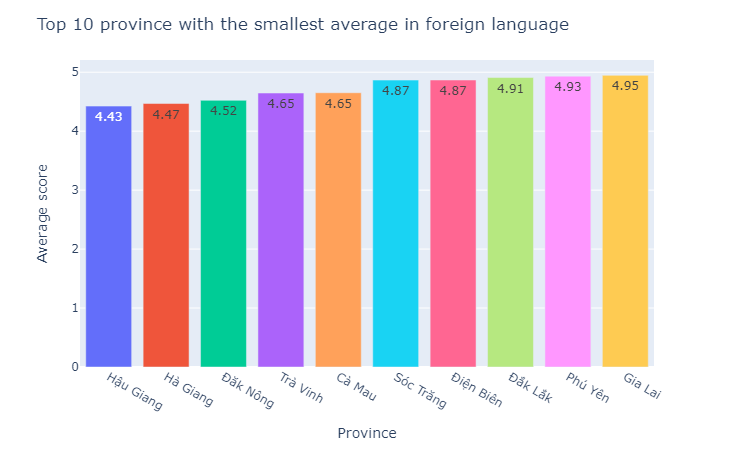 Top 10 province with the smallest average in foreign language
Average score
5
4
3
2
1
0
4.43
4.47
4.52
4.65
4.65
4.87
4.87
4.91
4.93
4.95
Hậu Giang
Hà Giang
Đăk Nông
Trà Vinh
Cà Mau
Sóc Trăng
Điện Biên
Đắk Lắk
Phú Yên
Gia Lai
Province